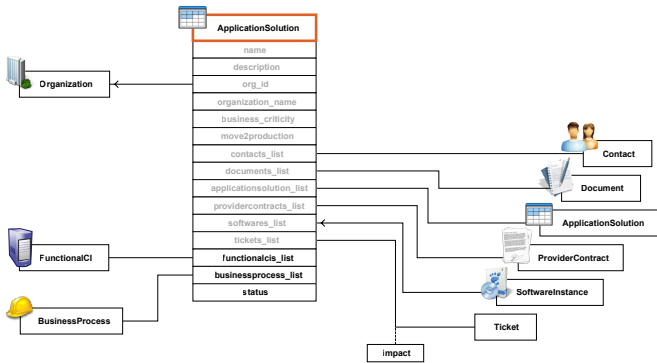 ApplicationSolution
name
description
org_id
organization_name
business_criticity
move2production
contacts_list
documents_list
applicationsolution_list
providercontracts_list
softwares_list
tickets_list
functionalcis_list
businessprocess_list
status
Organization
FunctionalCI
BusinessProcess
Contact
Document
ApplicationSolution
ProviderContract
SoftwareInstance
Ticket
impact